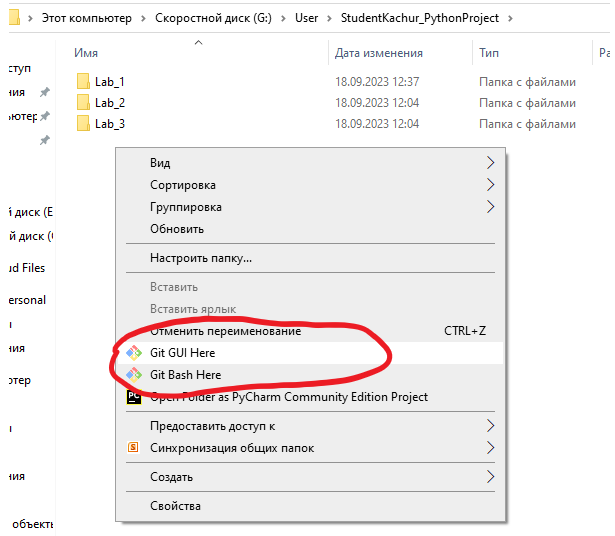 Этот компьютер > Скоростной диск (G:) > User > StudentKachur_PythonProject >
Имя Дата изменения Тип Ра
Lab_1 18.09.2023 12:37 Папка с файлами
Lab_2 18.09.2023 12:04 Папка с файлами
Lab_3 18.09.2023 12:04 Папка с файлами
оступ
ния
ьютер
й диск (E
ой диск (
ud Files
ersonal
ы
ния
ютер
ы
ния
объекты
Вид
Сортировка
Группировка
Обновить
Настроить папку...
Вставить
Вставить ярлык
Отменить переименование CTRL+Z
Git GUI Here
Git Bash Here
PC Open Folder as PyCharm Community Edition Project
Предоставить доступ к
S Синхронизация общих папок
Создать
Свойства